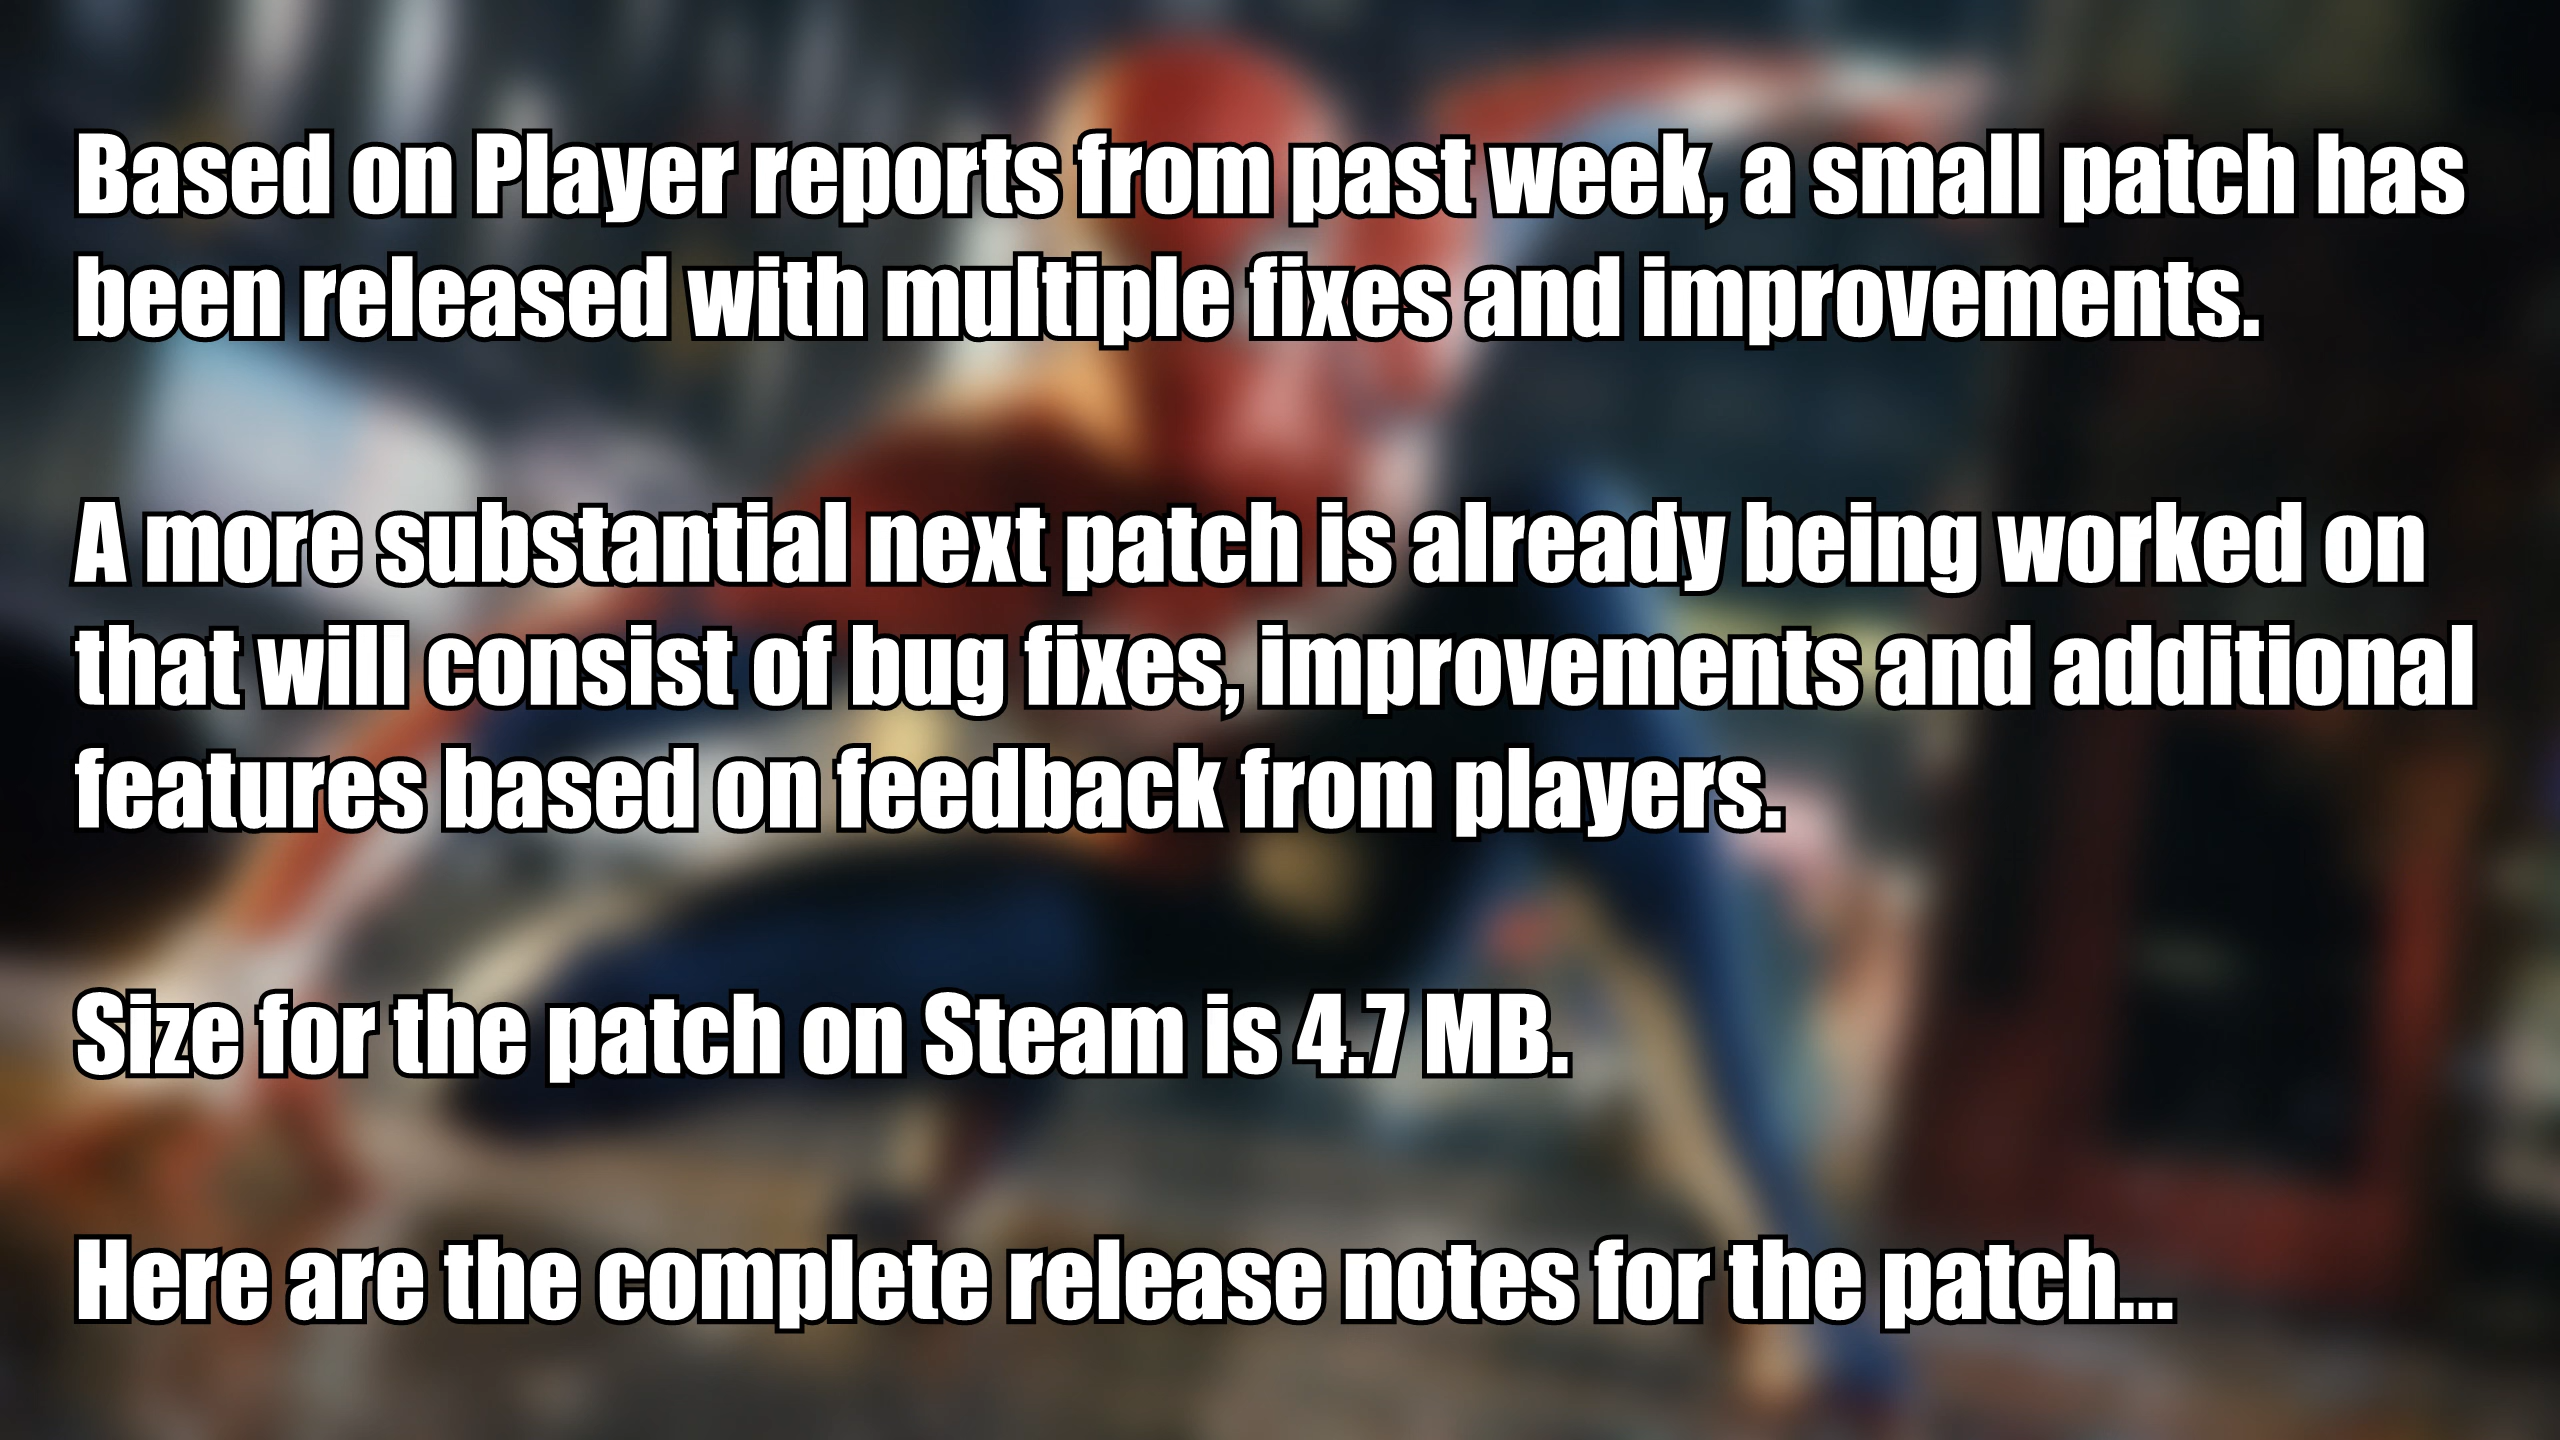 Based on Player reports from past week, a small patch has
been released with multiple fixes and improvements.
A more substantial next patch is already being worked on
that will consist of bug fixes, improvements and additional
features based on feedback from players.
Size for the patch on Steam is 4.7 MB.
Here are the complete release notes for the patch...